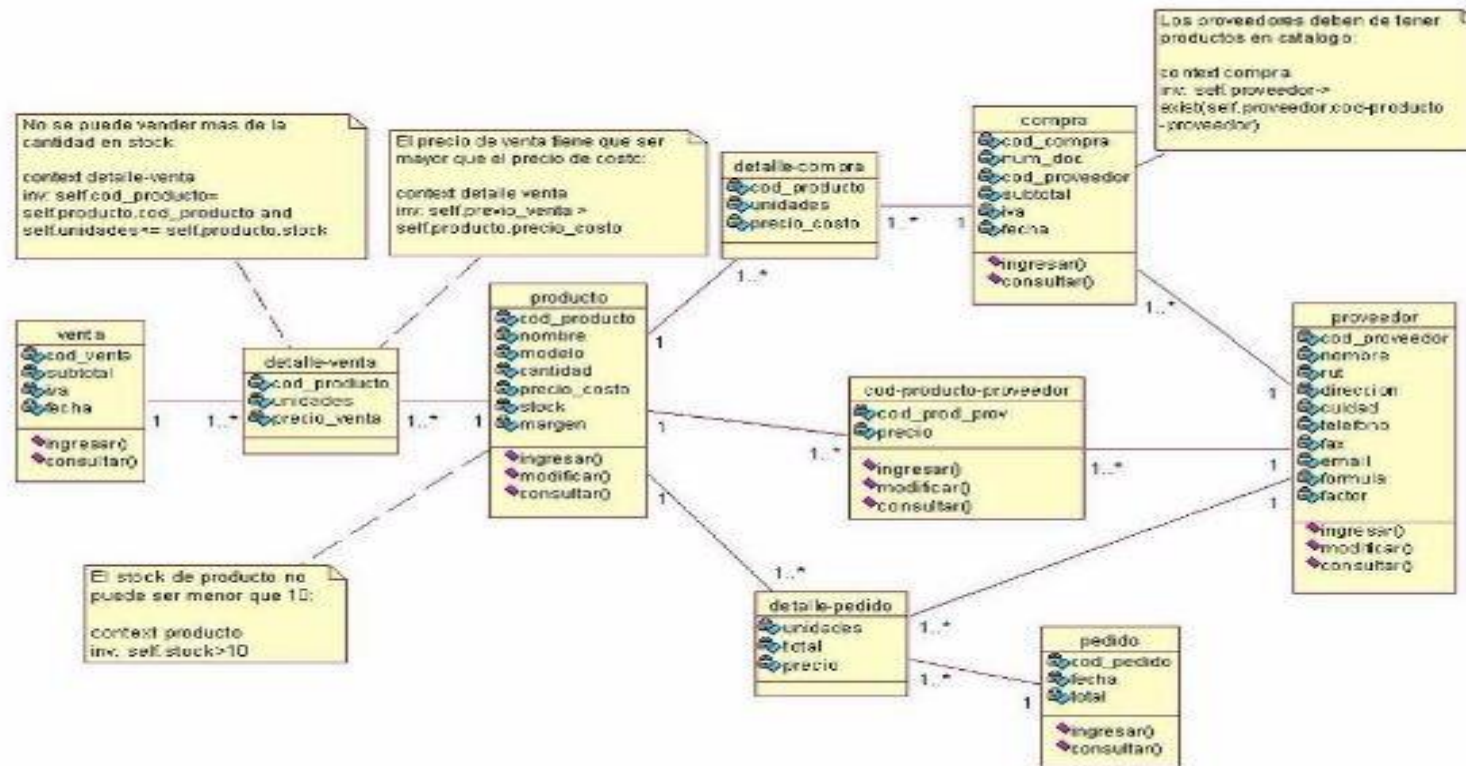 Los proveedores deben de tener
productos en catalogo:
context compra
inv: self.proveedor->
exist(self.proveedor.cod-producto
-proveedor)
No se puede vender mas de la
cantidad en stock
context detalle-venta
inv: self.cod_producto=
self.producto.cod_producto and
self.unidades<= self.producto.stock
El precio de venta tiene que ser
mayor que el precio de costo:
context detalle venta
inv: self.previo_venta >
self.producto.precio_costo
detalle-compra
cod_producto
unidades
precio_costo
1..*
1
1..*
compra
cod_compra
num_doc
cod_proveedor
subtotal
iva
fecha
ingresar()
consultar()
1..*
venta
cod_venta
subtotal
iva
fecha
ingresar()
consultar()
1
1..*
detalle-venta
cod_producto
unidades
precio_venta
1..*
1
producto
cod_producto
nombre
modelo
cantidad
precio_costo
stock
margen
ingresar()
modificar()
consultar()
1
1
1
cod-producto-proveedor
cod_prod_prov
precio
ingresar()
modificar()
consultar()
1..*
1..*
proveedor
cod_proveedor
nombre
rut
direccion
cuidad
telefono
fax
email
formula
factor
ingresar()
modificar()
consultar()
1
1
1
El stock de producto no
puede ser menor que 10:
context producto
inv: self.stock>10
1..*
detalle-pedido
unidades
total
precio
1..*
1..*
1
pedido
cod_pedido
fecha
total
ingresar()
consultar()